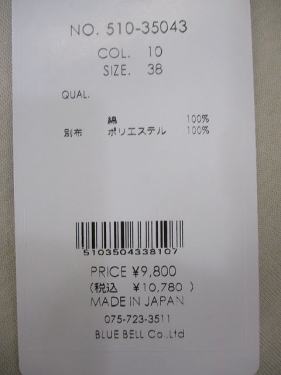 NO. 510-35043
COL. 10
SIZE. 38
QUAL.
綿 100%
別布 ポリエステル 100%
5103504338107
PRICE ¥9,800
(税込 ¥10,780 )
MADE IN JAPAN
075-723-3511
BLUE BELL Co.,Ltd